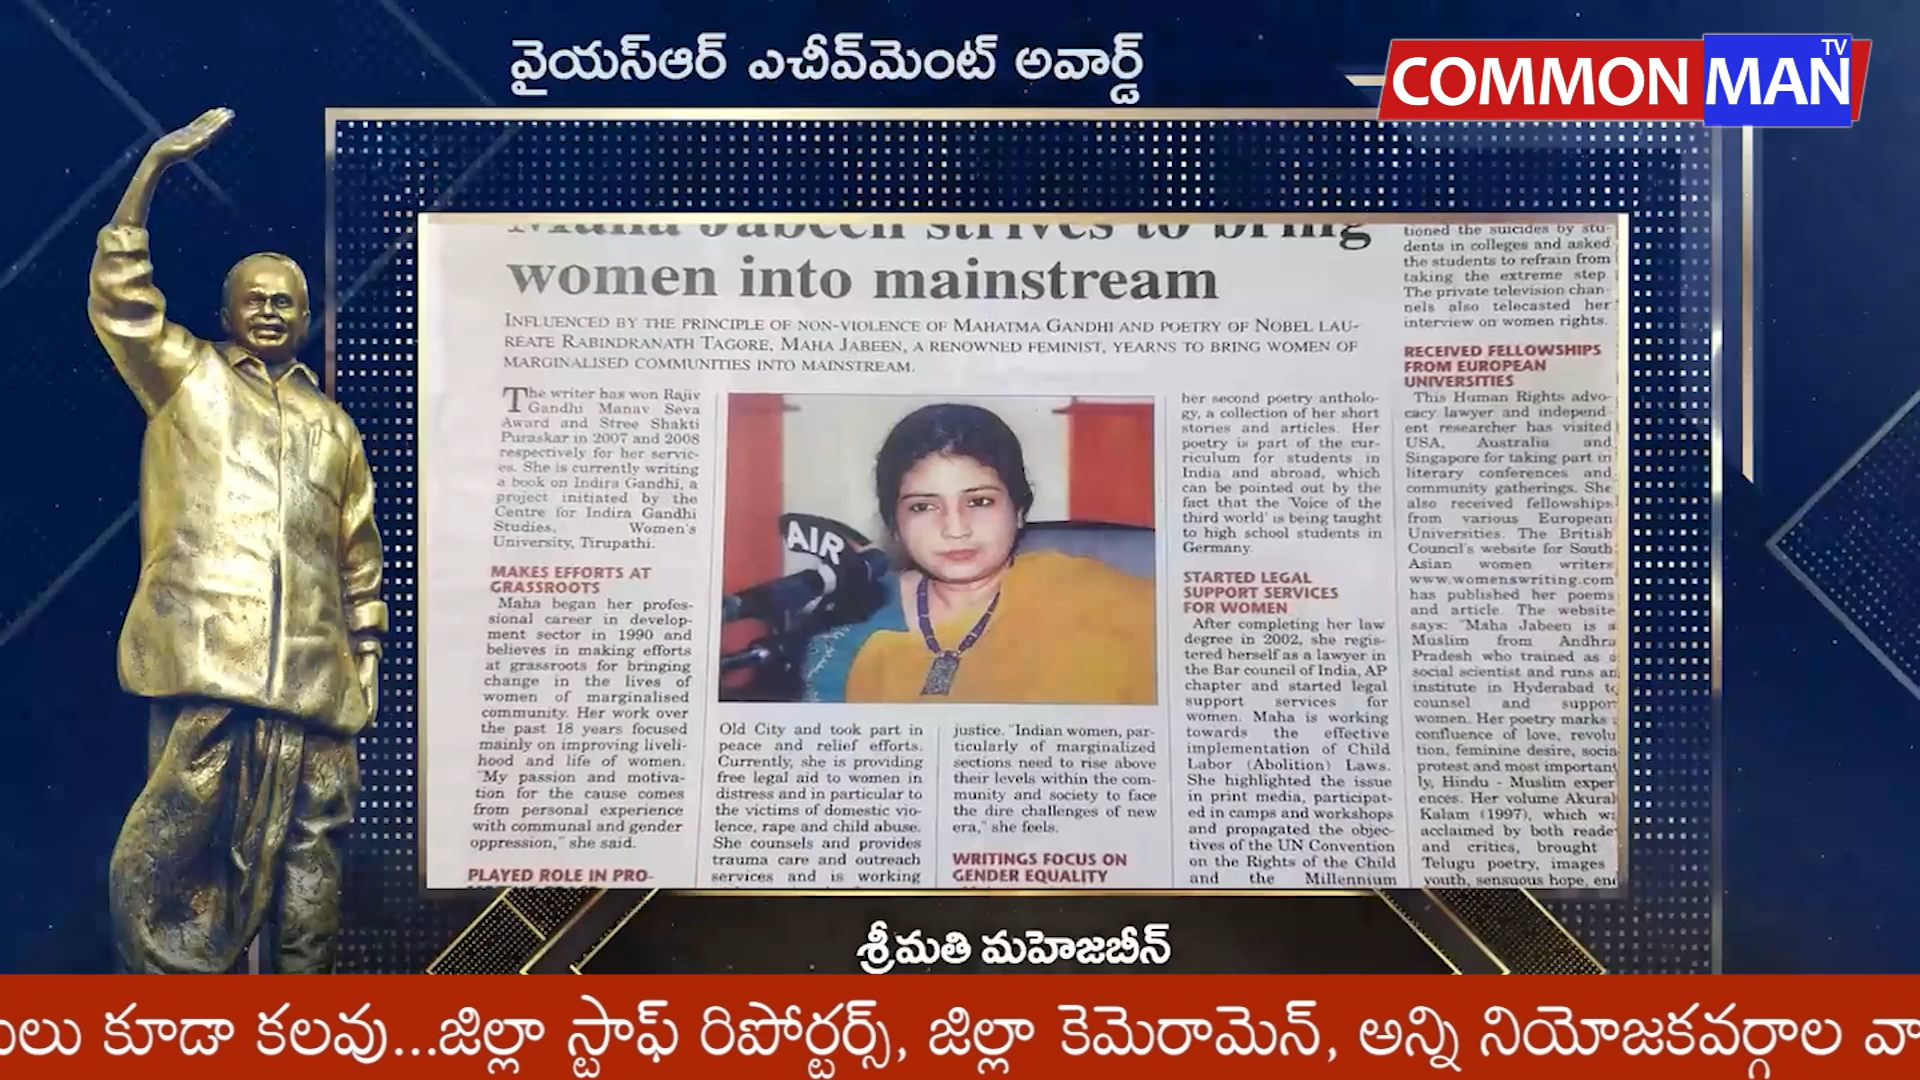 వైయస్ఆర్ ఎచీవ్‌మెంట్ అవార్డ్
COMMON MAN TV
Maha Jabeen strives to bring
women into mainstream
INFLUENCED BY THE PRINCIPLE OF NON-VIOLENCE OF MAHATMA GANDHI AND POETRY OF NOBEL LAU-
REATE RABINDRANATH TAGORE, MAHA JABEEN, A RENOWNED FEMINIST, YEARNS TO BRING WOMEN OF
MARGINALISED COMMUNITIES INTO MAINSTREAM.
The writer has won Rajiv
Gandhi Manav Seva
Award and Stree Shakti
Puraskar in 2007 and 2008
respectively for her servic-
es. She is currently writing
a book on Indira Gandhi, a
project initiated by the
Centre for Indira Gandhi
Studies, Women's
University, Tirupathi.
MAKES EFFORTS AT
GRASSROOTS
Maha began her profes-
sional career in develop-
ment sector in 1990 and
believes in making efforts
at grassroots for bringing
change in the lives of
women of marginalised
community. Her work over
the past 18 years focused
mainly on improving liveli-
hood and life of women.
"My passion and motiva-
tion for the cause comes
from personal experience
with communal and gender
oppression," she said.
PLAYED ROLE IN PRO-
AIR
Old City and took part in
peace and relief efforts.
Currently, she is providing
free legal aid to women in
distress and in particular to
the victims of domestic vio-
lence, rape and child abuse.
She counsels and provides
trauma care and outreach
services and is working
justice. "Indian women, par-
ticularly of marginalized
sections need to rise above
their levels within the com-
munity and society to face
the dire challenges of new
era," she feels.
WRITINGS FOCUS ON
GENDER EQUALITY
her second poetry antholo-
gy, a collection of her short
stories and articles. Her
poetry is part of the cur-
riculum for students in
India and abroad, which
can be pointed out by the
fact that the 'Voice of the
third world' is being taught
to high school students in
Germany.
STARTED LEGAL
SUPPORT SERVICES
FOR WOMEN
After completing her law
degree in 2002, she regis-
tered herself as a lawyer in
the Bar council of India, AP
chapter and started legal
support services for
women. Maha is working
towards the effective
implementation of Child
Labor (Abolition) Laws.
She highlighted the issue
in print media, participat-
ed in camps and workshops
and propagated the objec-
tives of the UN Convention
on the Rights of the Child
and the Millennium
tioned the suicides by stu-
dents in colleges and asked
the students to refrain from
taking the extreme step.
The private television chan-
nels also telecasted her
interview on women rights.
RECEIVED FELLOWSHIPS
FROM EUROPEAN
UNIVERSITIES
This Human Rights advo-
cacy lawyer and independ-
ent researcher has visited
USA, Australia and
Singapore for taking part in
literary conferences and
community gatherings. She
also received fellowships
from various European
Universities. The British
Council's website for South
Asian women writers
www.womenswriting.com
has published her poems
and article. The website
says: "Maha Jabeen is a
Muslim from Andhra
Pradesh who trained as a
social scientist and runs an
institute in Hyderabad to
counsel and support
women. Her poetry marks
confluence of love, revolu
tion, feminine desire, socia
protest and most important
ly, Hindu - Muslim exper
ences. Her volume Akural
Kalam (1997), which wa
acclaimed by both reade
and critics, brought
Telugu poetry, images
youth, sensuous hope, end
శ్రీమతి మహెజబీన్
లు కూడా కలవు...జిల్లా స్టాఫ్ రిపోర్టర్స్, జిల్లా కెమెరామెన్, అన్ని నియోజకవర్గాల వా